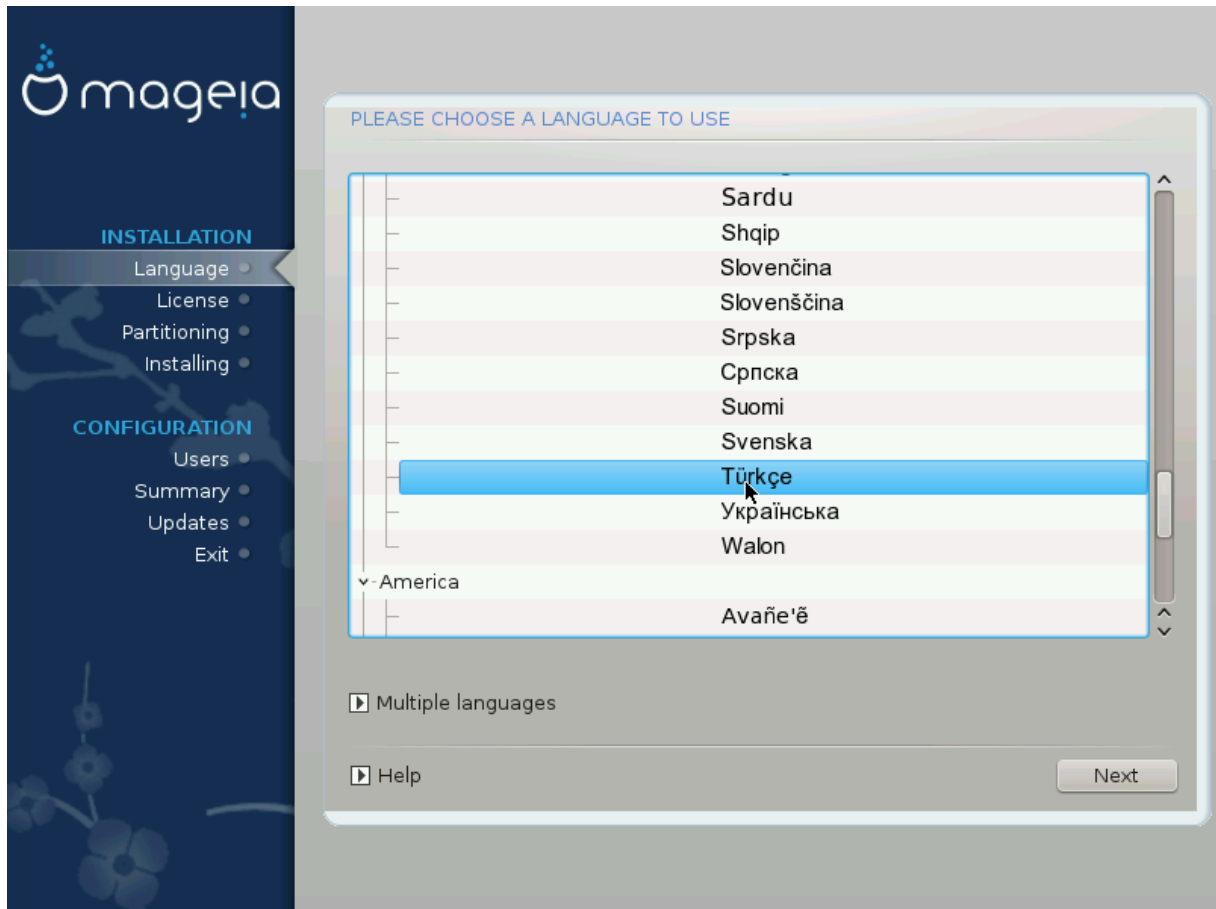 mageia
INSTALLATION
Language
License
Partitioning
Installing
CONFIGURATION
Users
Summary
Updates
Exit
PLEASE CHOOSE A LANGUAGE TO USE
Sardu
Shqip
Slovenčina
Slovenščina
Srpska
Српска
Suomi
Svenska
Türkçe
Українська
Walon
America
Avañe'ẽ
Multiple languages
Help
Next